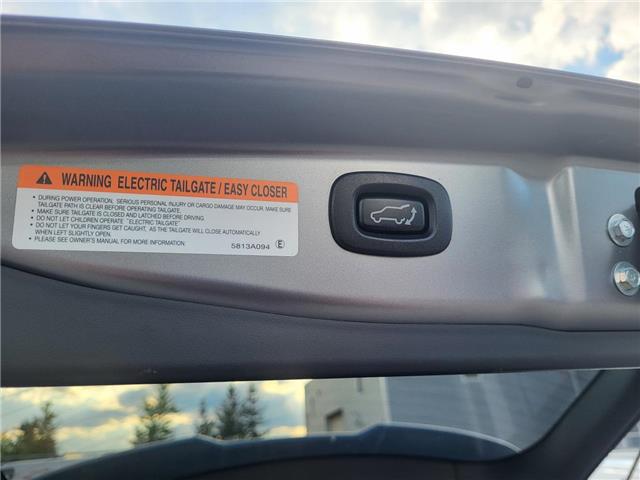 WARNING ELECTRIC TAILGATE / EASY CLOSER
• DURING POWER OPERATION, SERIOUS PERSONAL INJURY OR CARGO DAMAGE MAY OCCUR. MAKE SURE
TAILGATE PATH IS CLEAR BEFORE OPERATING TAILGATE.
• MAKE SURE TAILGATE IS CLOSED AND LATCHED BEFORE DRIVING.
• DO NOT LET CHILDREN OPERATE "ELECTRIC TAILGATE"
• DO NOT LET YOUR FINGERS GET CAUGHT, AS THE TAILGATE WILL CLOSE AUTOMATICALLY
WHEN LEFT SLIGHTLY OPEN.
• PLEASE SEE OWNER'S MANUAL FOR MORE INFORMATION.
5813A094 E